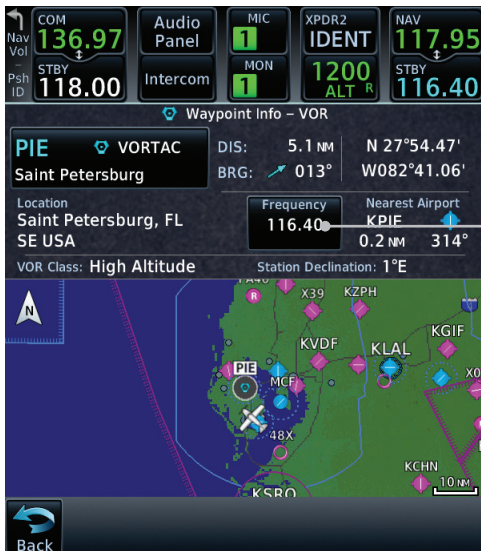 Nav
Vol
Psh
ID
COM
136.97
STBY
118.00
Audio
Panel
Intercom
MIC
1
MON
1
XPDR2
IDENT
1200
ALT R
NAV
117.95
STBY
116.40
Waypoint Info – VOR
PIE VORTAC
Saint Petersburg
DIS: 5.1 NM
BRG: 013°
N 27°54.47'
W082°41.06'
Location
Saint Petersburg, FL
SE USA
Frequency
116.40
Nearest Airport
KPIE
0.2 NM 314°
VOR Class: High Altitude
Station Declination: 1°E
N
R
X39
KZPH
KVDF
KLAL
KGIF
PIE
MCF
X0
48X
KCHN
10 NM
KSRQ
Back